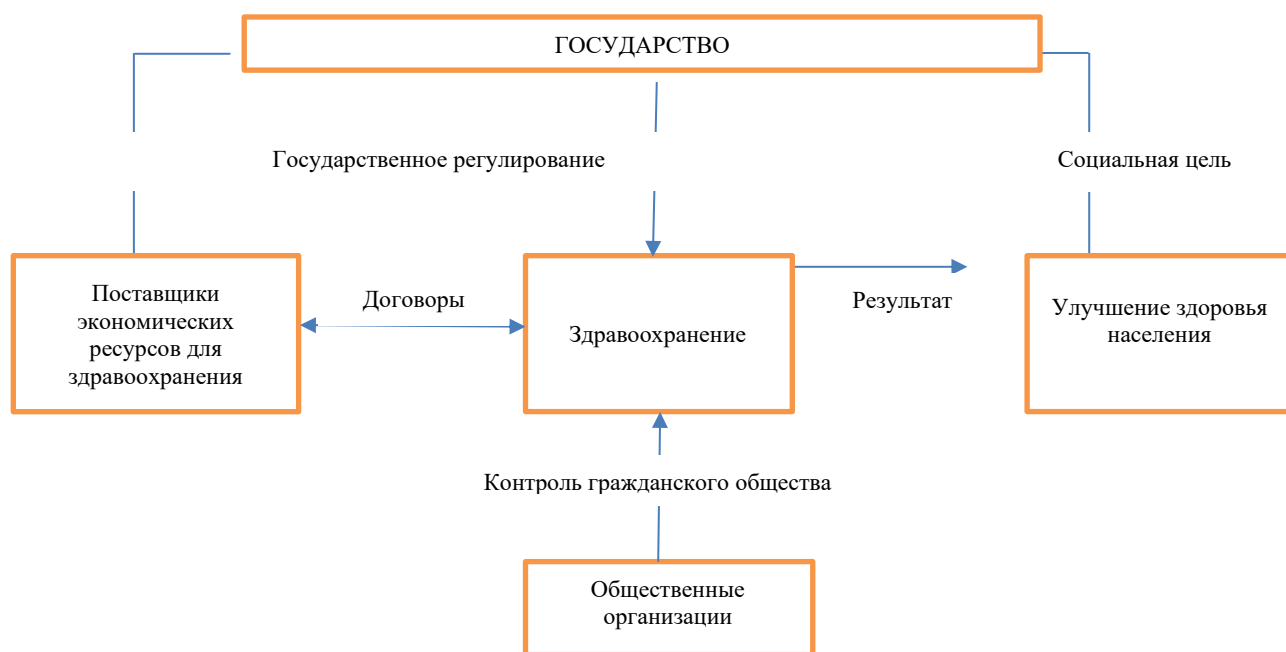 ГОСУДАРСТВО
Государственное регулирование
Социальная цель
Поставщики
экономических
ресурсов для
здравоохранения
Договоры
Здравоохранение
Результат
Улучшение здоровья
населения
Контроль гражданского общества
Общественные
организации